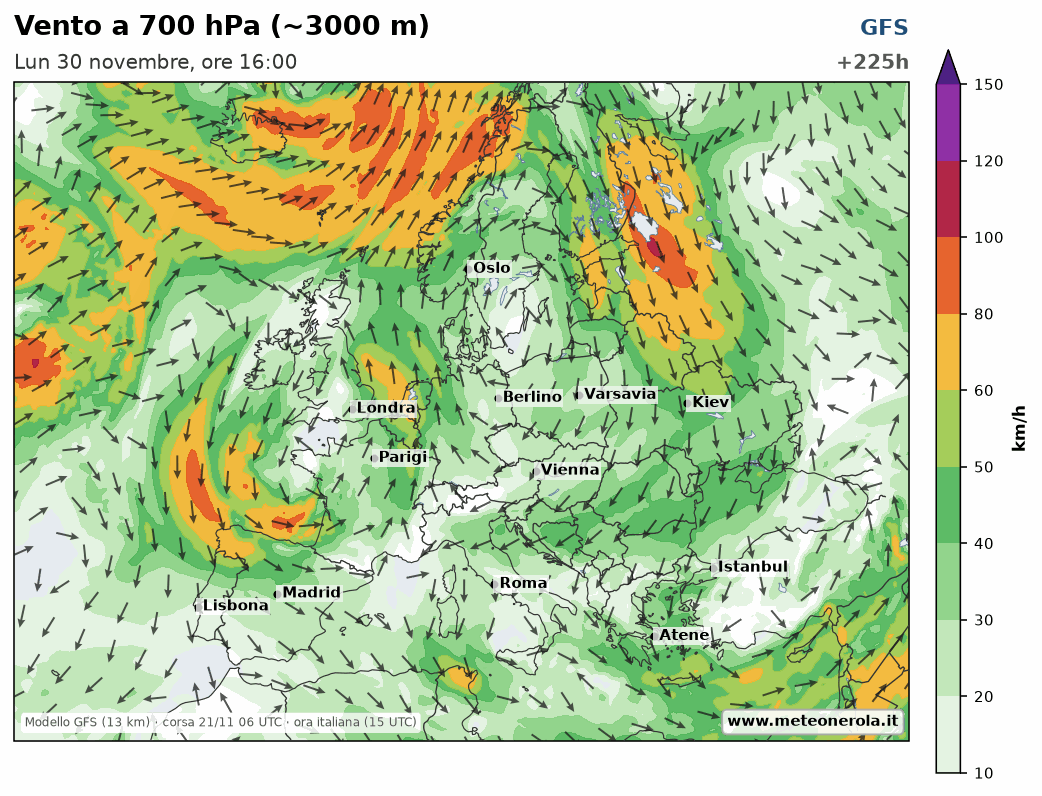 Vento a 700 hPa (~3000 m)
GFS
Lun 30 novembre, ore 16:00
+225h
150
120
100
80
60
50
40
30
20
10
km/h
Oslo
Londra
Berlino
Varsavia
Kiev
Parigi
Vienna
Istanbul
Roma
Madrid
Lisbona
Atene
Modello GFS (13 km) · corsa 21/11 06 UTC · ora italiana (15 UTC)
www.meteonerola.it